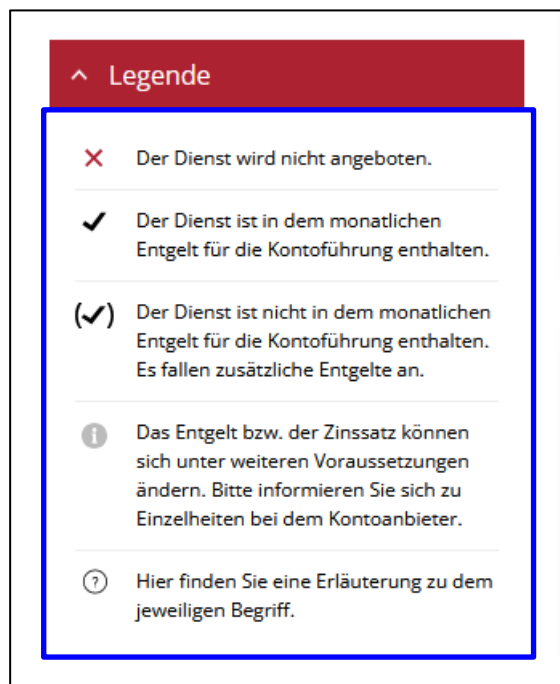 Legende
Der Dienst wird nicht angeboten.
Der Dienst ist in dem monatlichen
Entgelt für die Kontoführung enthalten.
Der Dienst ist nicht in dem monatlichen
Entgelt für die Kontoführung enthalten.
Es fallen zusätzliche Entgelte an.
Das Entgelt bzw. der Zinssatz können
sich unter weiteren Voraussetzungen
ändern. Bitte informieren Sie sich zu
Einzelheiten bei dem Kontoanbieter.
Hier finden Sie eine Erläuterung zu dem
jeweiligen Begriff.